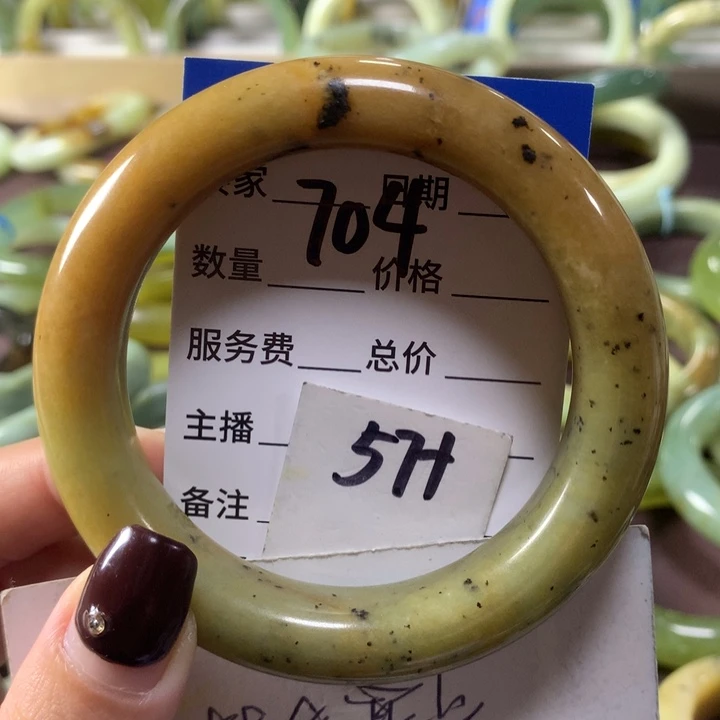 家 704 日期
数量 价格
服务费 总价
主播
5H
备注